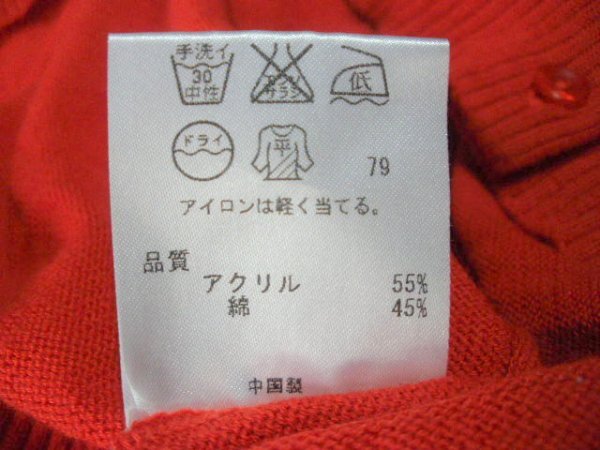 手洗イ
30
中性
エンソ
サラシ
低
ドライ
平
79
アイロンは軽く当てる。
品質
アクリル 55%
綿 45%
中国製